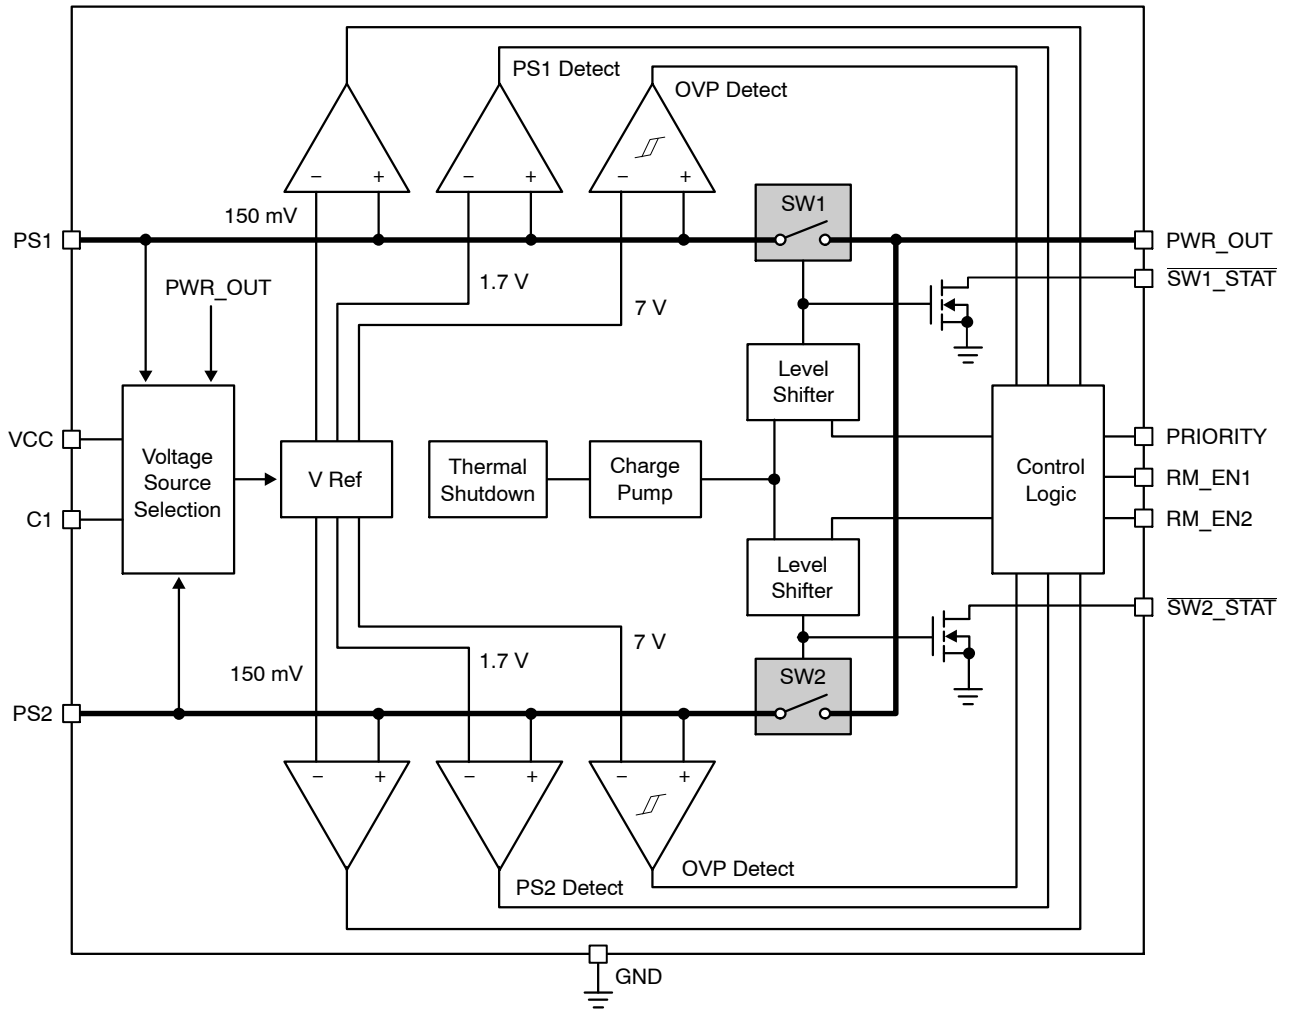 PS1 Detect
OVP Detect
− +
− +
− +
150 mV
SW1
PS1
PWR_OUT
SW1_STAT
PWR_OUT
1.7 V
7 V
Level
Shifter
VCC
Voltage
Source
Selection
V Ref
Thermal
Shutdown
Charge
Pump
Control
Logic
PRIORITY
RM_EN1
RM_EN2
C1
Level
Shifter
SW2_STAT
7 V
1.7 V
150 mV
SW2
PS2
− +
− +
− +
OVP Detect
PS2 Detect
GND